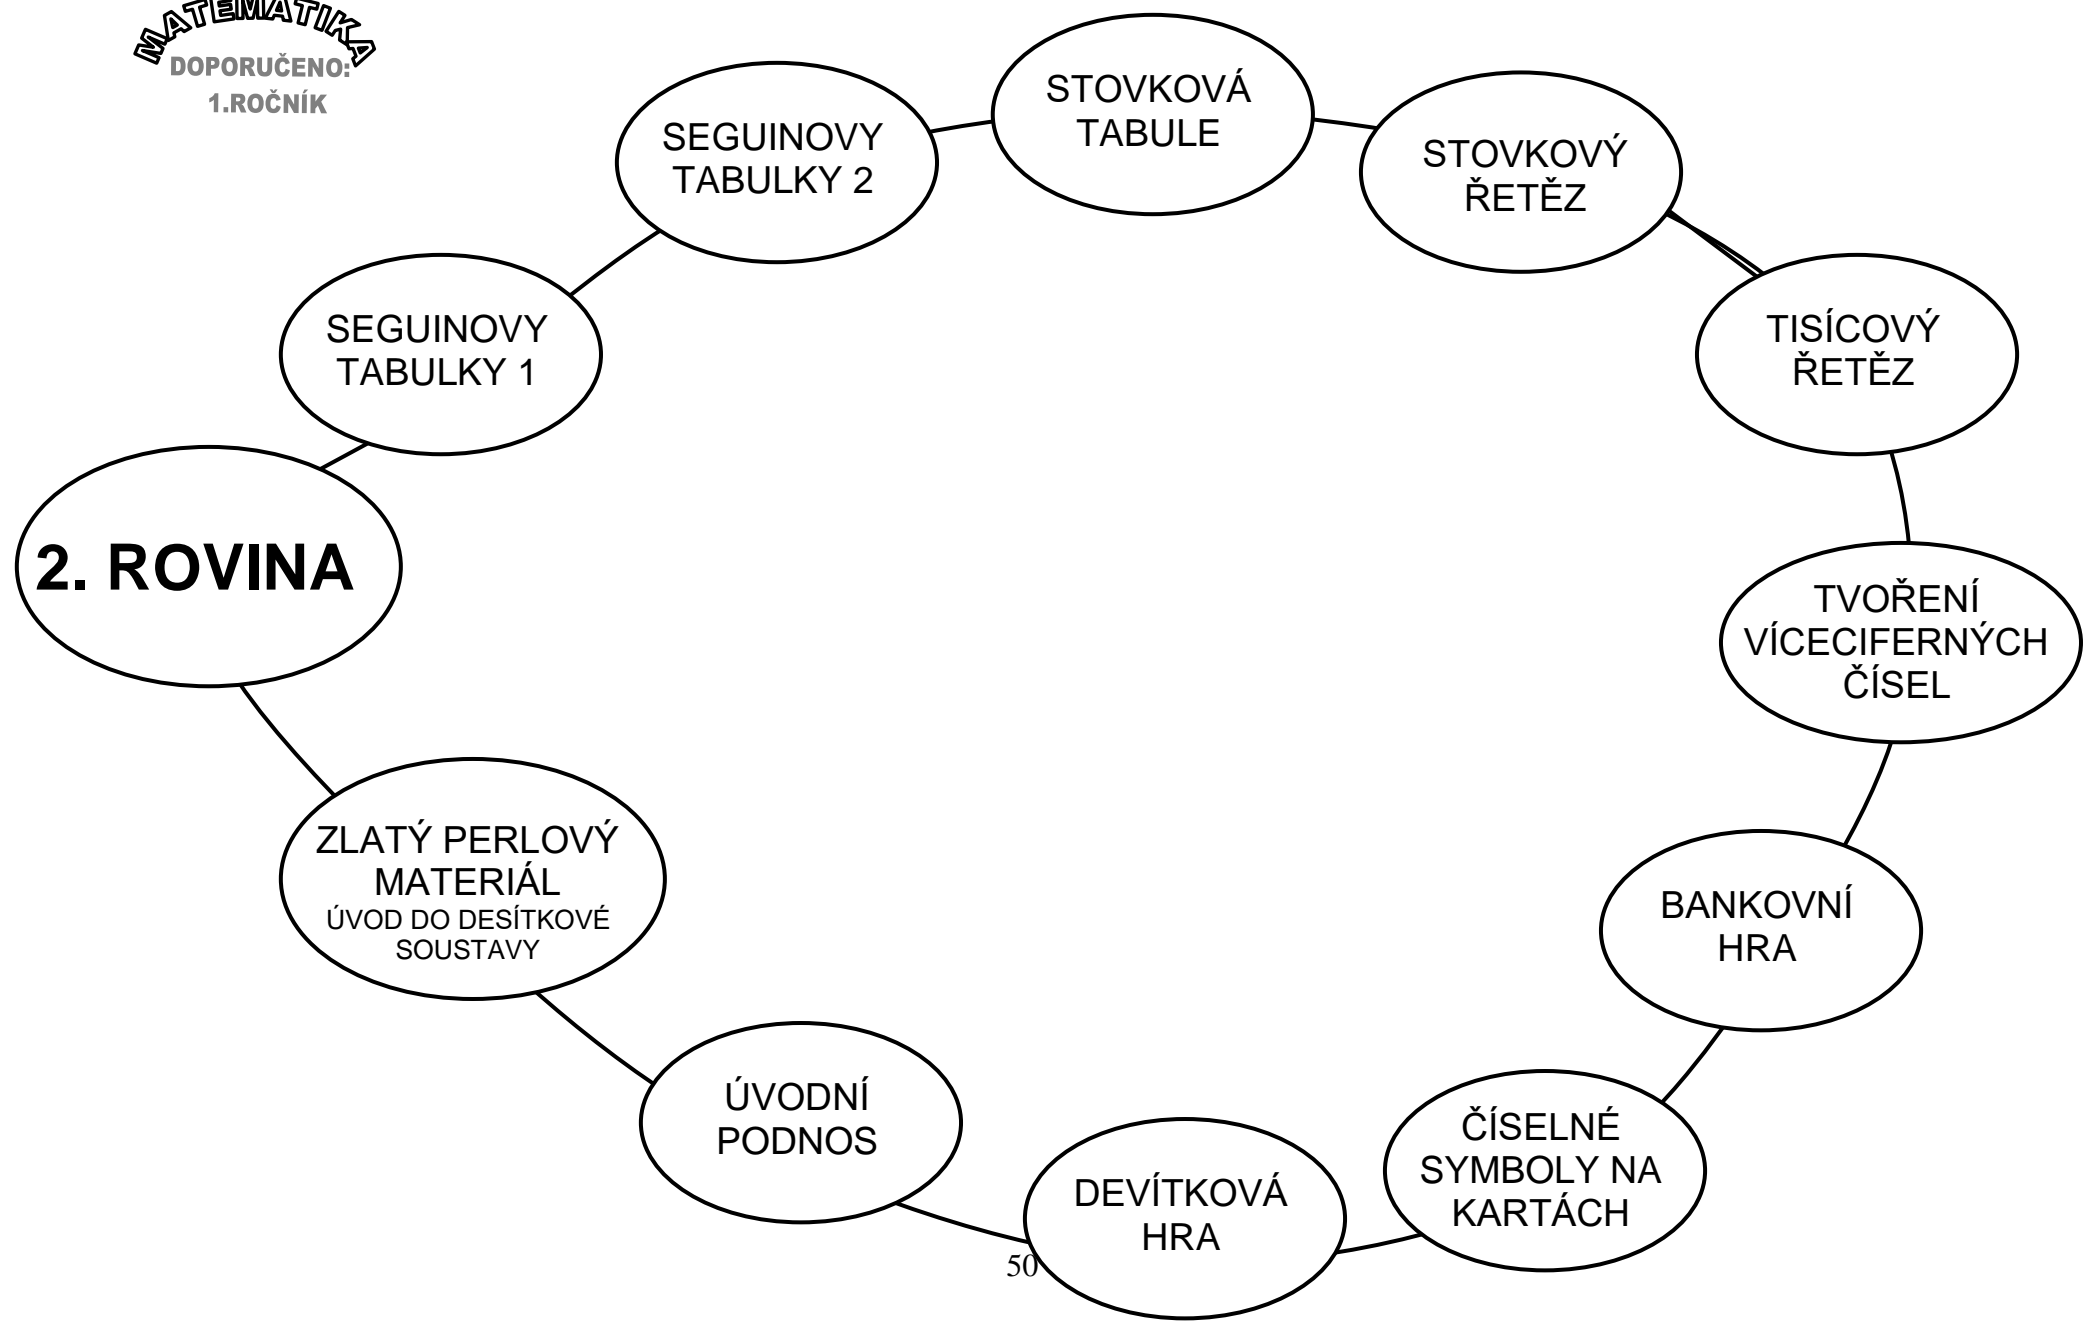 MATEMATIKA
DOPORUČENO:
1.ROČNÍK
STOVKOVÁ
TABULE
SEGUINOVY
TABULKY 2
STOVKOVÝ
ŘETĚZ
SEGUINOVY
TABULKY 1
TISÍCOVÝ
ŘETĚZ
2. ROVINA
TVOŘENÍ
VÍCECIFERNÝCH
ČÍSEL
ZLATÝ PERLOVÝ
MATERIÁL
ÚVOD DO DESÍTKOVÉ
SOUSTAVY
BANKOVNÍ
HRA
ÚVODNÍ
PODNOS
ČÍSELNÉ
SYMBOLY NA
KARTÁCH
DEVÍTKOVÁ
HRA
50